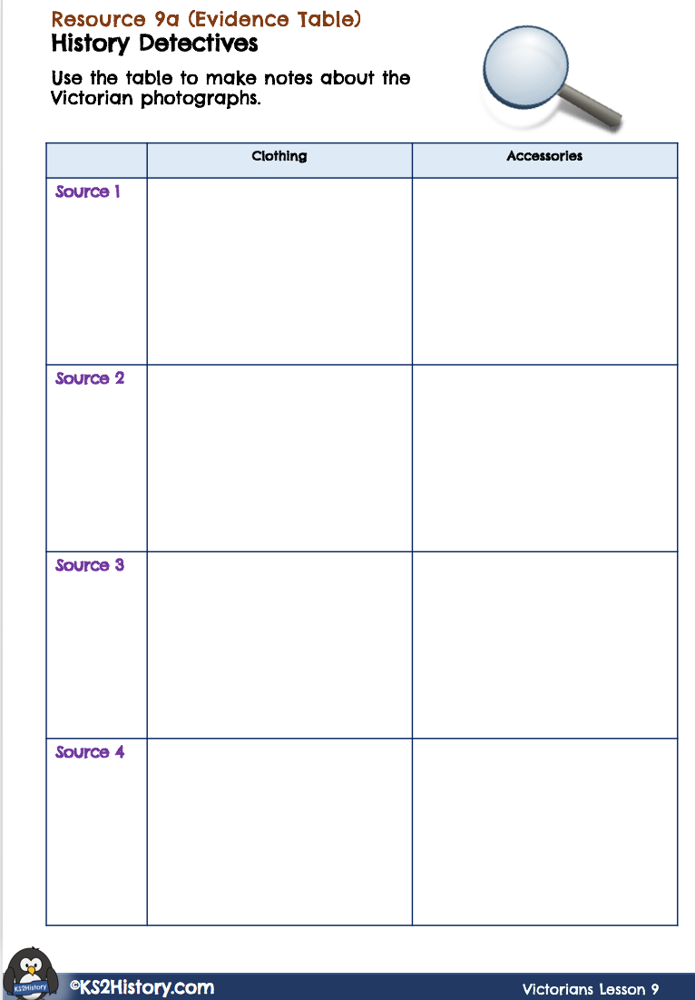 Resource 9a (Evidence Table)
History Detectives
Use the table to make notes about the
Victorian photographs.
Clothing
Accessories
Source 1
Source 2
Source 3
Source 4
KS2History
©KS2History.com
Victorians Lesson 9